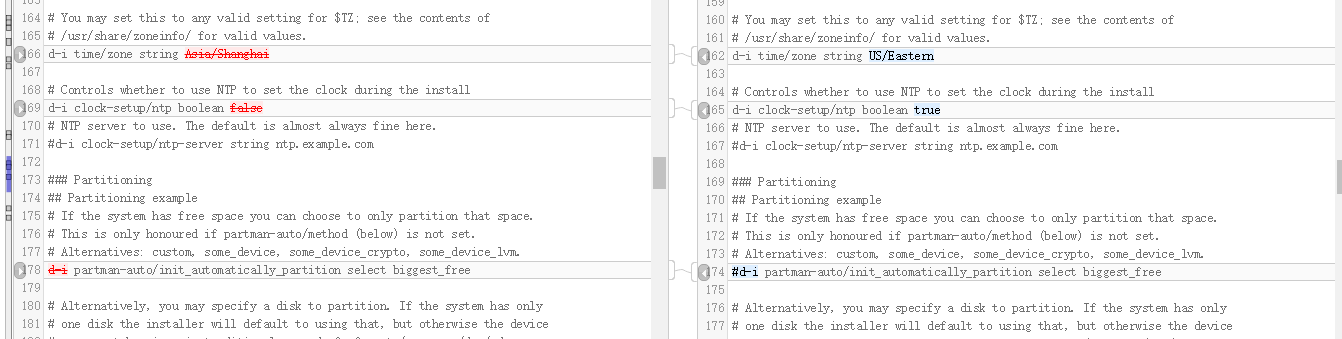 164 # You may set this to any valid setting for $TZ; see the contents of
165 # /usr/share/zoneinfo/ for valid values.
166 d-i time/zone string Asia/Shanghai
167
168 # Controls whether to use NTP to set the clock during the install
169 d-i clock-setup/ntp boolean false
170 # NTP server to use. The default is almost always fine here.
171 #d-i clock-setup/ntp-server string ntp.example.com
172
173 ### Partitioning
174 ## Partitioning example
175 # If the system has free space you can choose to only partition that space.
176 # This is only honoured if partman-auto/method (below) is not set.
177 # Alternatives: custom, some_device, some_device_crypto, some_device_lvm.
178 d-i partman-auto/init_automatically_partition select biggest_free
179
180 # Alternatively, you may specify a disk to partition. If the system has only
181 # one disk the installer will default to using that, but otherwise the device
159
160 # You may set this to any valid setting for $TZ; see the contents of
161 # /usr/share/zoneinfo/ for valid values.
162 d-i time/zone string US/Eastern
163
164 # Controls whether to use NTP to set the clock during the install
165 d-i clock-setup/ntp boolean true
166 # NTP server to use. The default is almost always fine here.
167 #d-i clock-setup/ntp-server string ntp.example.com
168
169 ### Partitioning
170 ## Partitioning example
171 # If the system has free space you can choose to only partition that space.
172 # This is only honoured if partman-auto/method (below) is not set.
173 # Alternatives: custom, some_device, some_device_crypto, some_device_lvm.
174 #d-i partman-auto/init_automatically_partition select biggest_free
175
176 # Alternatively, you may specify a disk to partition. If the system has only
177 # one disk the installer will default to using that, but otherwise the device